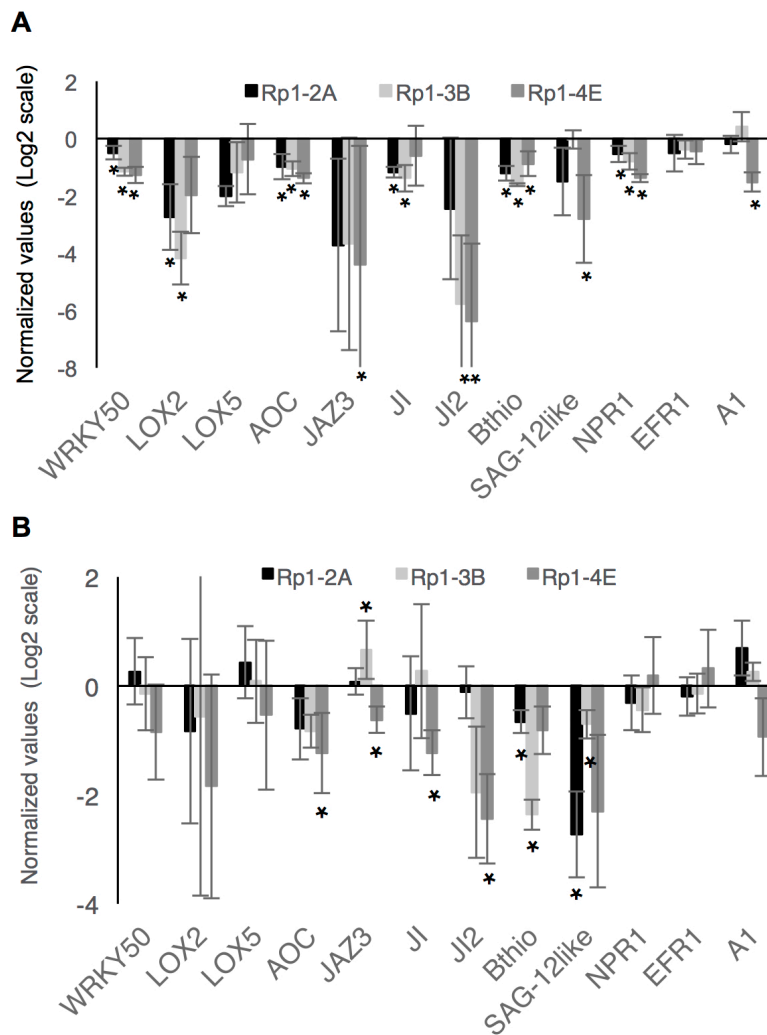 A
Normalized values (Log2 scale)
2
0
-2
-4
-6
-8
Rp1-2A Rp1-3B Rp1-4E
* * * * * * * * * * * ** * * * * * * * *
WRKY50 LOX2 LOX5 AOC JAZ3 JI JI2 Bthio SAG-12like NPR1 EFR1 A1
B
Normalized values (Log2 scale)
2
0
-2
-4
Rp1-2A Rp1-3B Rp1-4E
* * * * * * * * *
WRKY50 LOX2 LOX5 AOC JAZ3 JI JI2 Bthio SAG-12like NPR1 EFR1 A1